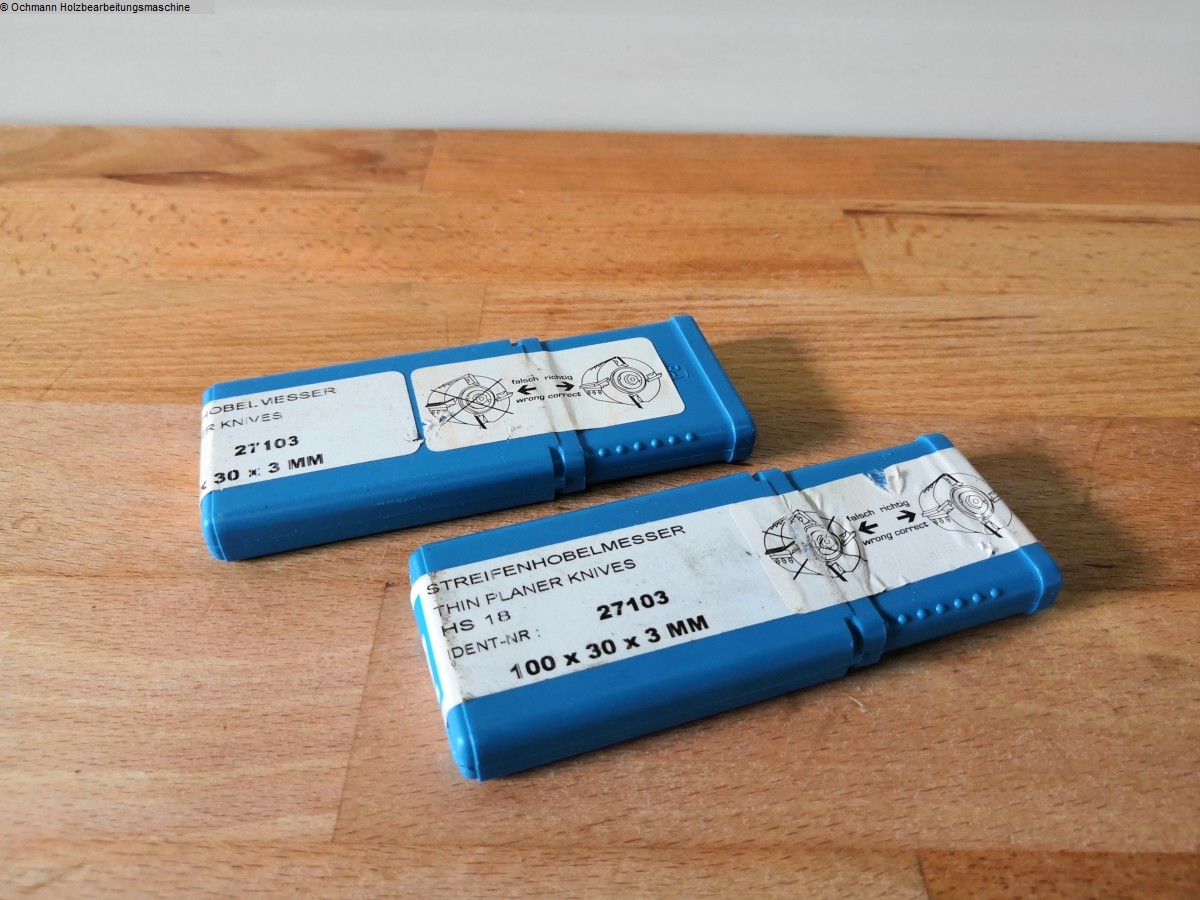 © Ochmann Holzbearbeitungsmaschine
HOBELMESSER
R KNIVES
27103
x 30 x 3 MM
falsch richtig
wrong correct
STREIFENHOBELMESSER
THIN PLANER KNIVES
HS 18
IDENT-NR : 27103
100 x 30 x 3 MM
falsch richtig
wrong correct